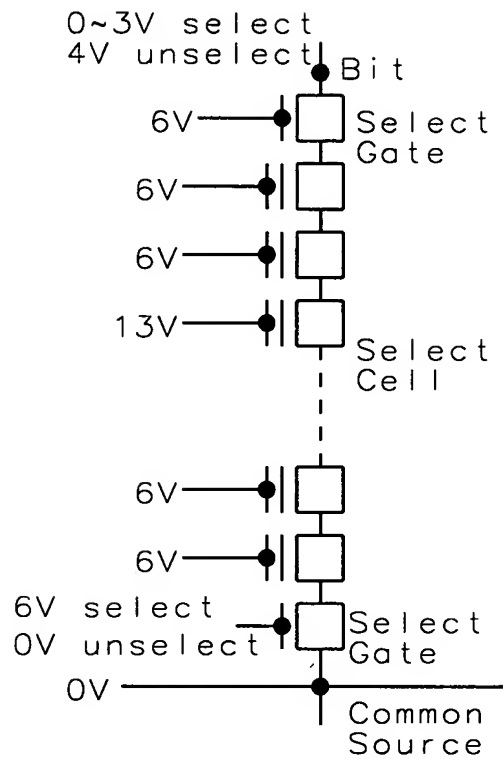 0~3V select
4V unselect
Bit
6V
Select
Gate
6V
6V
13V
Select
Cell
6V
6V
6V select
0V unselect
Select
Gate
0V
Common
Source